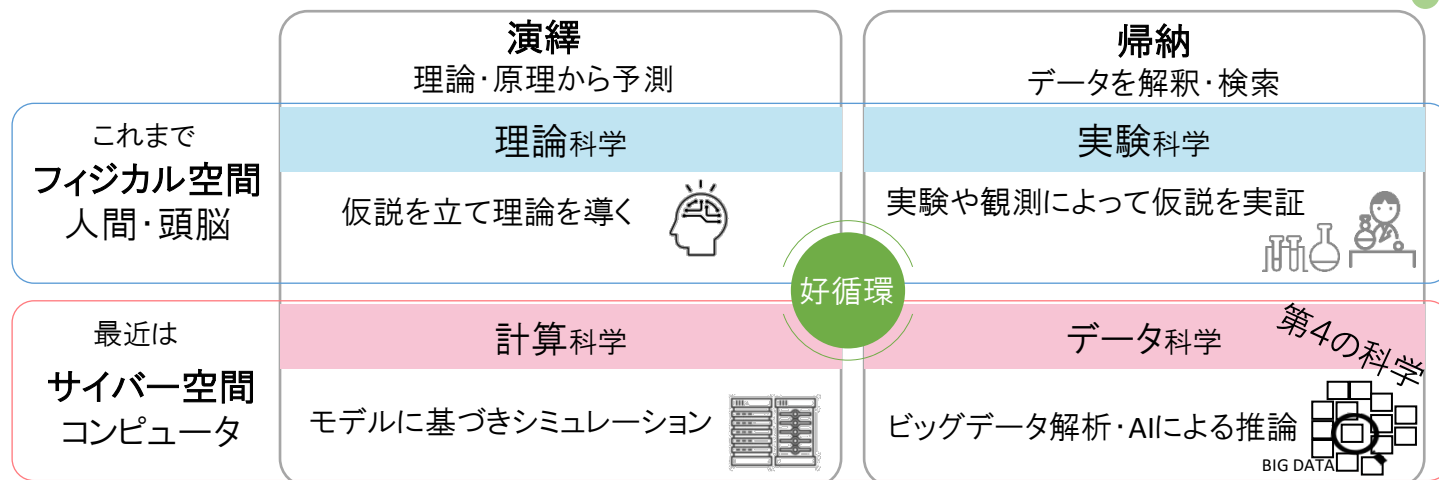 演繹
理論・原理から予測
帰納
データを解釈・検索
これまで
フィジカル空間
人間・頭脳
理論科学
仮説を立て理論を導く
実験科学
実験や観測によって仮説を実証
好循環
最近は
サイバー空間
コンピュータ
計算科学
モデルに基づきシミュレーション
データ科学
第4の科学
ビッグデータ解析・AIによる推論
BIG DATA